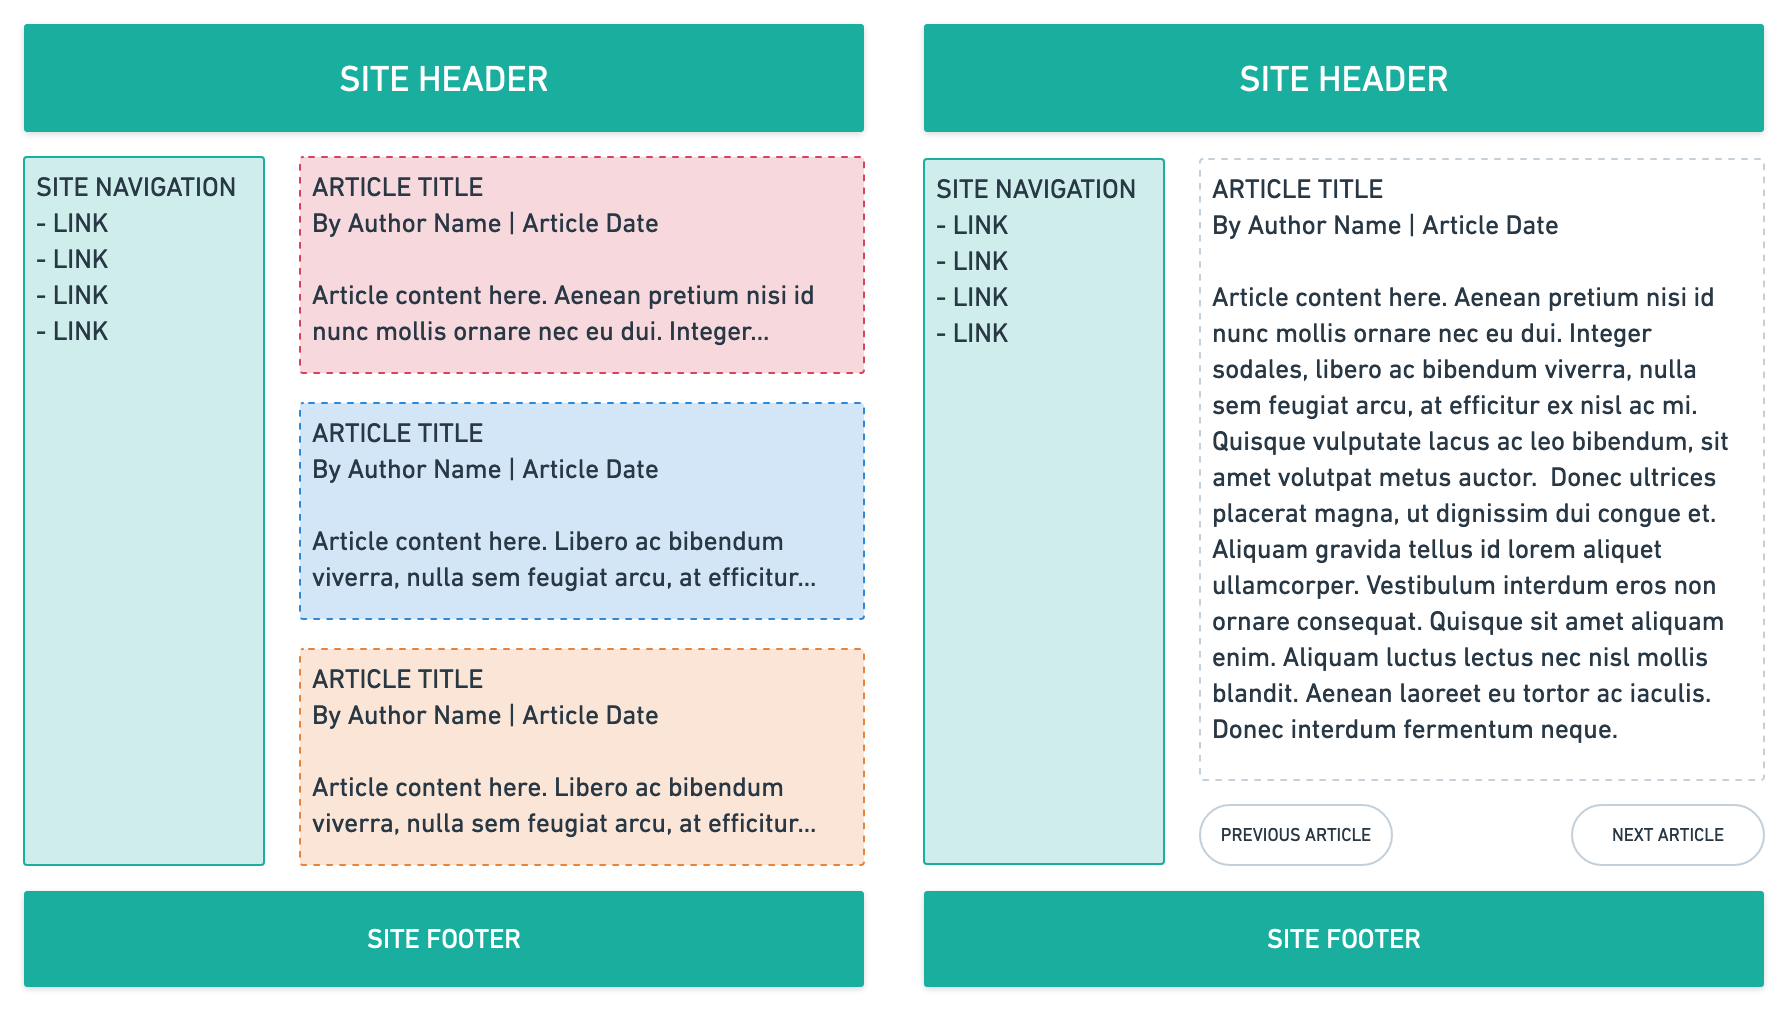 SITE HEADER
SITE NAVIGATION
- LINK
- LINK
- LINK
- LINK
ARTICLE TITLE
By Author Name | Article Date
Article content here. Aenean pretium nisi id
nunc mollis ornare nec eu dui. Integer...
ARTICLE TITLE
By Author Name | Article Date
Article content here. Libero ac bibendum
viverra, nulla sem feugiat arcu, at efficitur...
ARTICLE TITLE
By Author Name | Article Date
Article content here. Libero ac bibendum
viverra, nulla sem feugiat arcu, at efficitur...
SITE FOOTER
SITE HEADER
SITE NAVIGATION
- LINK
- LINK
- LINK
- LINK
ARTICLE TITLE
By Author Name | Article Date
Article content here. Aenean pretium nisi id
nunc mollis ornare nec eu dui. Integer
sodales, libero ac bibendum viverra, nulla
sem feugiat arcu, at efficitur ex nisl ac mi.
Quisque vulputate lacus ac leo bibendum, sit
amet volutpat metus auctor.  Donec ultrices
placerat magna, ut dignissim dui congue et.
Aliquam gravida tellus id lorem aliquet
ullamcorper. Vestibulum interdum eros non
ornare consequat. Quisque sit amet aliquam
enim. Aliquam luctus lectus nec nisl mollis
blandit. Aenean laoreet eu tortor ac iaculis.
Donec interdum fermentum neque.
PREVIOUS ARTICLE
NEXT ARTICLE
SITE FOOTER